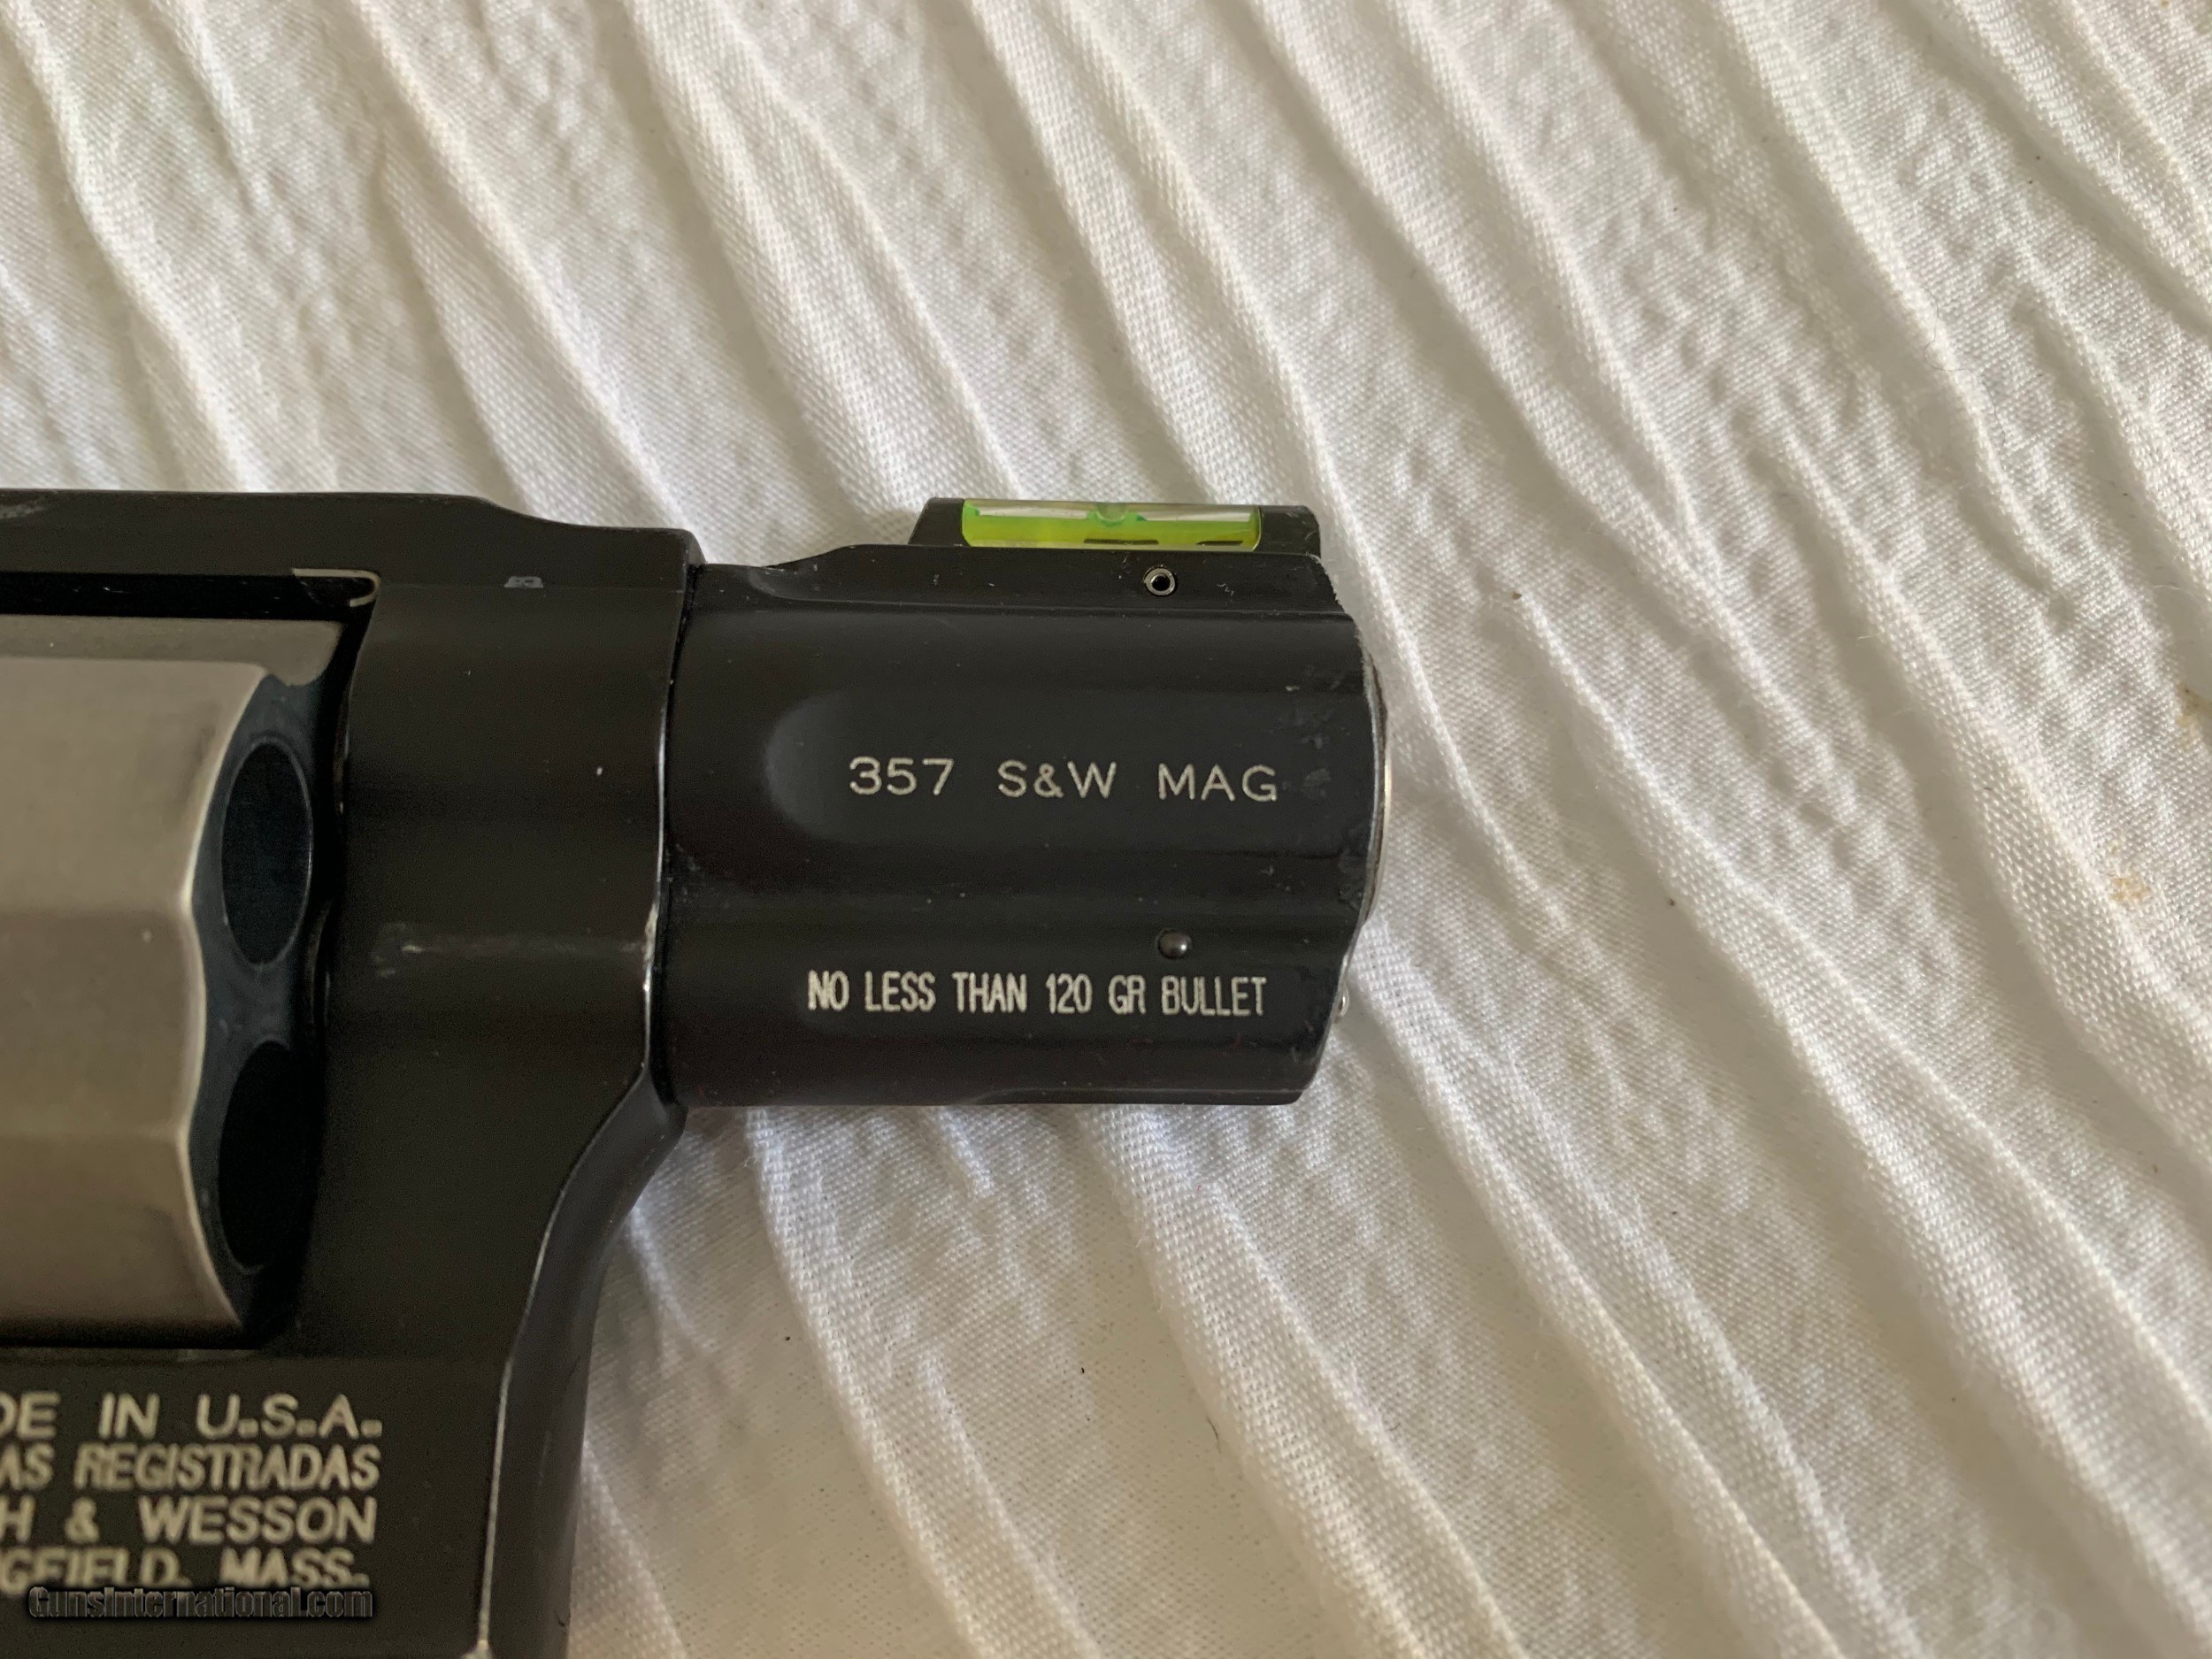 357 S&W MAG
NO LESS THAN 120 GR BULLET
DE IN U.S.A.
AS REGISTRADAS
H & WESSON
GFIELD, MASS.
GunsInternational.com